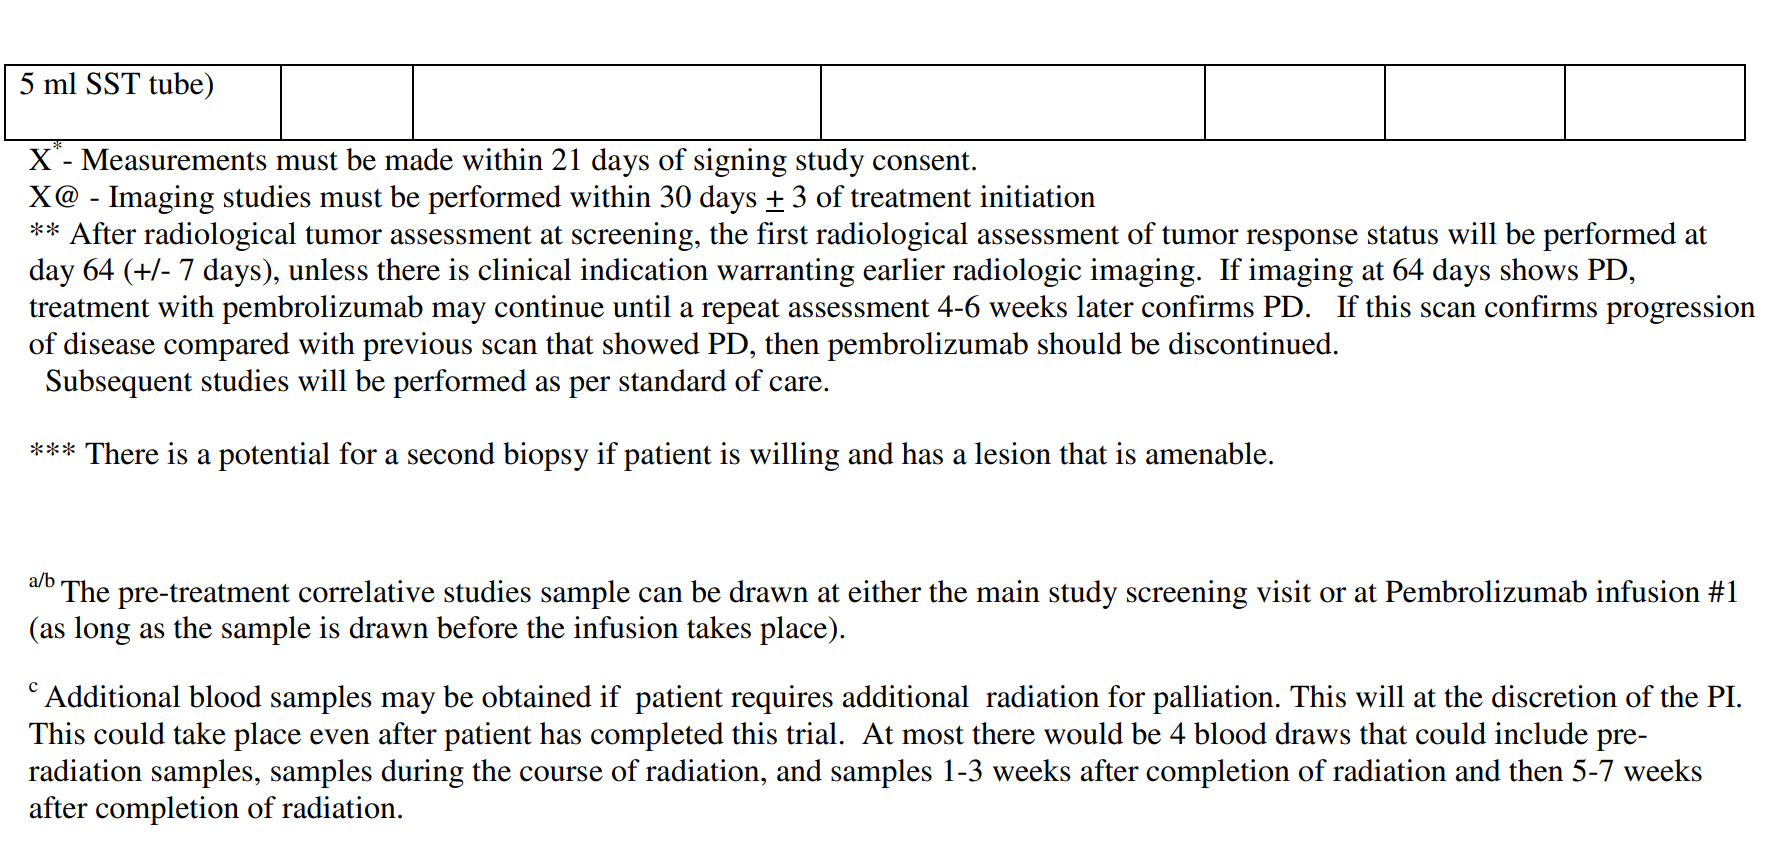 5 ml SST tube)
X*- Measurements must be made within 21 days of signing study consent.
X@ - Imaging studies must be performed within 30 days ± 3 of treatment initiation
** After radiological tumor assessment at screening, the first radiological assessment of tumor response status will be performed at
day 64 (+/- 7 days), unless there is clinical indication warranting earlier radiologic imaging.  If imaging at 64 days shows PD,
treatment with pembrolizumab may continue until a repeat assessment 4-6 weeks later confirms PD.   If this scan confirms progression
of disease compared with previous scan that showed PD, then pembrolizumab should be discontinued.
Subsequent studies will be performed as per standard of care.
*** There is a potential for a second biopsy if patient is willing and has a lesion that is amenable.
a/b The pre-treatment correlative studies sample can be drawn at either the main study screening visit or at Pembrolizumab infusion #1
(as long as the sample is drawn before the infusion takes place).
c Additional blood samples may be obtained if  patient requires additional  radiation for palliation. This will at the discretion of the PI.
This could take place even after patient has completed this trial.  At most there would be 4 blood draws that could include pre-
radiation samples, samples during the course of radiation, and samples 1-3 weeks after completion of radiation and then 5-7 weeks
after completion of radiation.